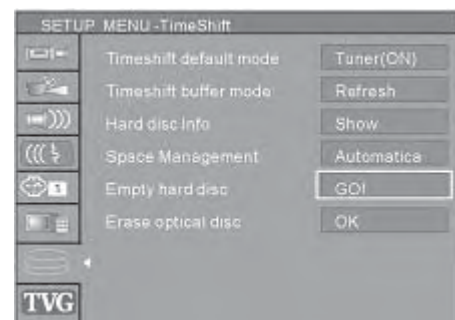 SETUP MENU -TimeShift
Timeshift default mode Tuner(ON)
Timeshift buffer mode Refresh
Hard disc Info Show
Space Management Automatica
Empty hard disc GO!
Erase optical disc OK
TVG